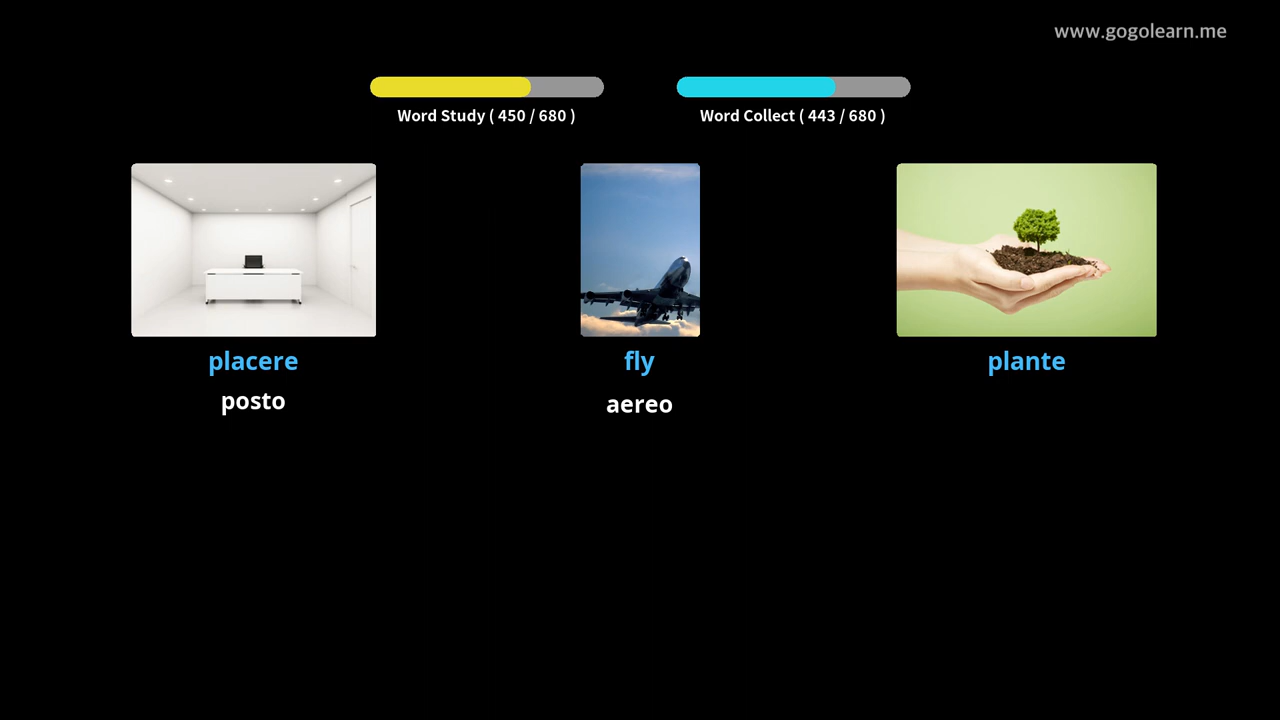 www.gogolearn.me
Word Study ( 450 / 680 )
Word Collect ( 443 / 680 )
placere
posto
fly
aereo
plante